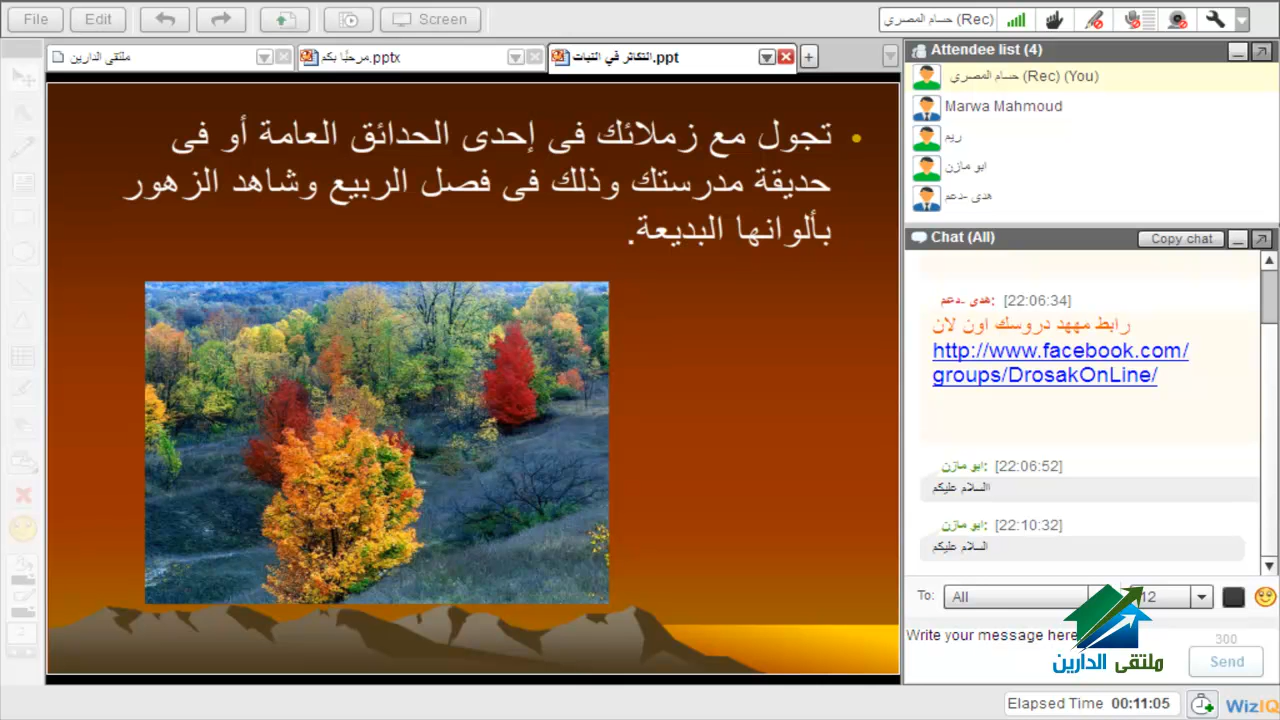 File
Edit
Screen
حسام المصري (Rec)
ملتقى الدارين
مرحبًا بكم.pptx
التكاثر في النبات.ppt
تجول مع زملائك فى إحدى الحدائق العامة أو فى
حديقة مدرستك وذلك فى فصل الربيع وشاهد الزهور
بألوانها البديعة.
Attendee list (4)
حسام المصري (Rec) (You)
Marwa Mahmoud
ريم
ابو مازن
هدى -دعم
Chat (All)
Copy chat
هدى -دعم: [22:06:34]
رابط مههد دروسك اون لان
http://www.facebook.com/
groups/DrosakOnLine/
ابو مازن: [22:06:52]
االسلام عليكم
ابو مازن: [22:10:32]
السلام عليكم
To:
All
12
Write your message here
300
Send
ملتقى الدارين
Elapsed Time 00:11:05
WizIQ